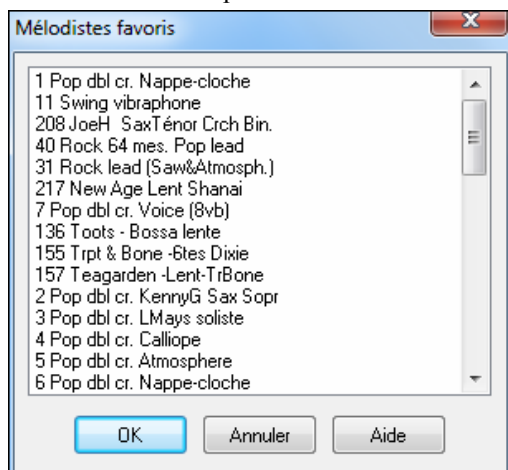 Mélodistes favoris
1 Pop dbl cr. Nappe-cloche
11 Swing vibraphone
208 JoeH  SaxTénor Crch Bin.
40 Rock 64 mes. Pop lead
31 Rock lead (Saw&Atmosph.)
217 New Age Lent Shanai
7 Pop dbl cr. Voice (8vb)
136 Toots - Bossa lente
155 Trpt & Bone -6tes Dixie
157 Teagarden -Lent-TrBone
2 Pop dbl cr. KennyG Sax Sopr
3 Pop dbl cr. LMays soliste
4 Pop dbl cr. Calliope
5 Pop dbl cr. Atmosphere
6 Pop dbl cr. Nappe-cloche
OK Annuler Aide